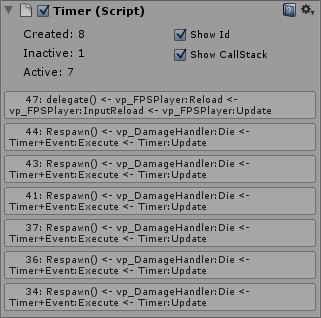 Timer (Script)
Created: 8
Show Id
Inactive: 1
Show CallStack
Active: 7
47: delegate() <- vp_FPSPlayer:Reload <-
vp_FPSPlayer:InputReload <- vp_FPSPlayer:Update
44: Respawn() <- vp_DamageHandler:Die <-
Timer+Event:Execute <- Timer:Update
43: Respawn() <- vp_DamageHandler:Die <-
Timer+Event:Execute <- Timer:Update
41: Respawn() <- vp_DamageHandler:Die <-
Timer+Event:Execute <- Timer:Update
37: Respawn() <- vp_DamageHandler:Die <-
Timer+Event:Execute <- Timer:Update
36: Respawn() <- vp_DamageHandler:Die <-
Timer+Event:Execute <- Timer:Update
34: Respawn() <- vp_DamageHandler:Die <-
Timer+Event:Execute <- Timer:Update